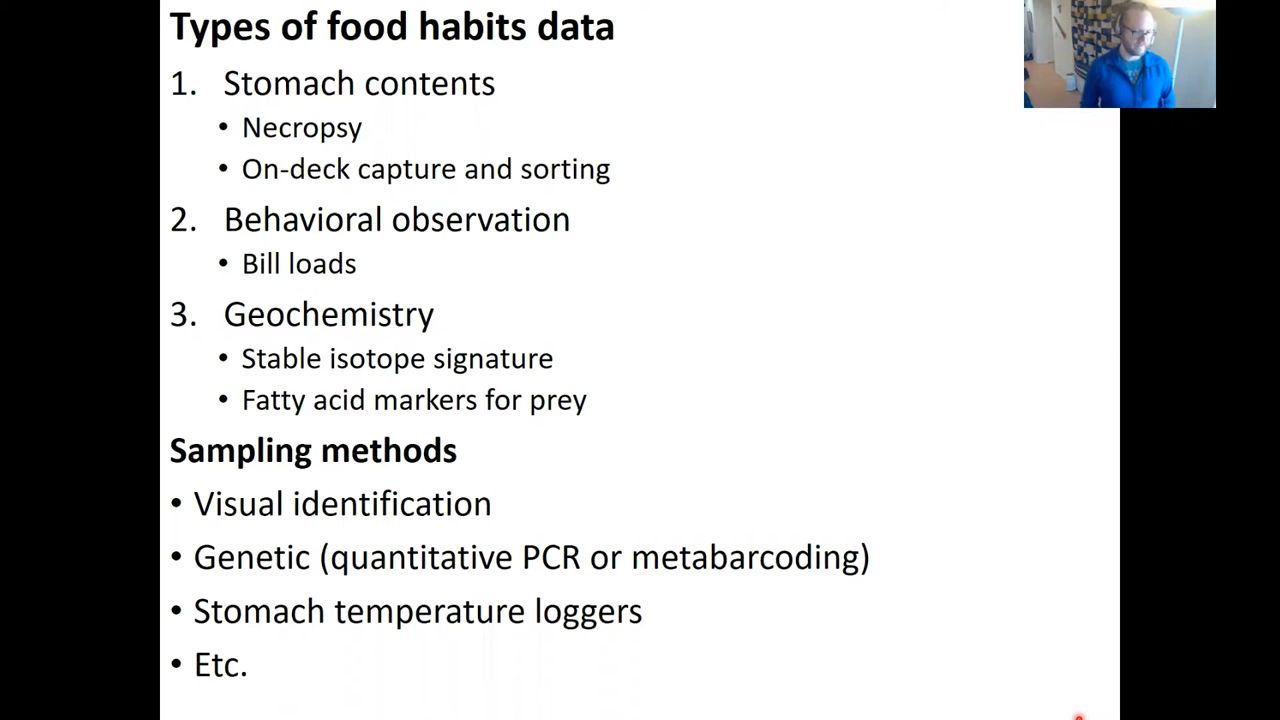 Types of food habits data
1. Stomach contents
• Necropsy
• On-deck capture and sorting
2. Behavioral observation
• Bill loads
3. Geochemistry
• Stable isotope signature
• Fatty acid markers for prey
Sampling methods
• Visual identification
• Genetic (quantitative PCR or metabarcoding)
• Stomach temperature loggers
• Etc.